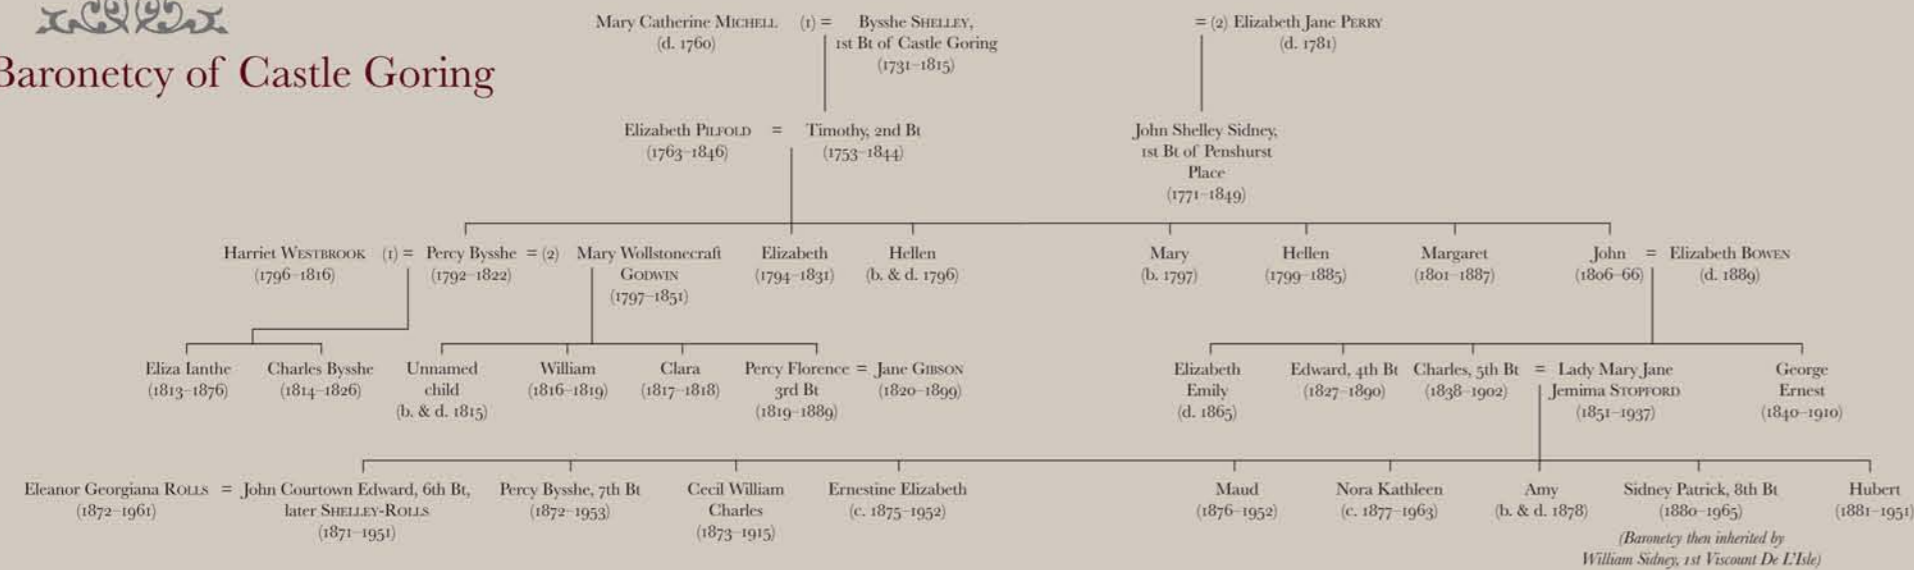 Baronetcy of Castle Goring
Mary Catherine MICHELL (1) = Bysshe SHELLEY, = (2) Elizabeth Jane PERRY
(d. 1760) 1st Bt of Castle Goring (d. 1781)
(1731–1815)
Elizabeth PILFOLD = Timothy, 2nd Bt John Shelley Sidney,
(1763–1846) (1753–1844) 1st Bt of Penshurst
Place
(1771–1849)
Harriet WESTBROOK (1) = Percy Bysshe = (2) Mary Wollstonecraft Elizabeth Hellen Mary Hellen Margaret John = Elizabeth BOWEN
(1796–1816) (1792–1822) GODWIN (1794–1831) (b. & d. 1796) (b. 1797) (1799–1885) (1801–1887) (1806–66) (d. 1889)
(1797–1851)
Eliza Ianthe Charles Bysshe Unnamed William Clara Percy Florence = Jane GIBSON Elizabeth Edward, 4th Bt Charles, 5th Bt = Lady Mary Jane George
(1813–1876) (1814–1826) child (1816–1819) (1817–1818) 3rd Bt (1820–1899) Emily (1827–1890) (1838–1902) Jemima STOPFORD Ernest
(b. & d. 1815) (1819–1889) (d. 1865) (1851–1937) (1840–1910)
Eleanor Georgiana ROLLS = John Courtown Edward, 6th Bt, Percy Bysshe, 7th Bt Cecil William Ernestine Elizabeth Maud Nora Kathleen Amy Sidney Patrick, 8th Bt Hubert
(1872–1961) later SHELLEY-ROLLS (1872–1953) Charles (c. 1875–1952) (1876–1952) (c. 1877–1963) (b. & d. 1878) (1880–1965) (1881–1951)
(1871–1951) (1873–1915) (Baronetcy then inherited by
William Sidney, 1st Viscount De L'Isle)